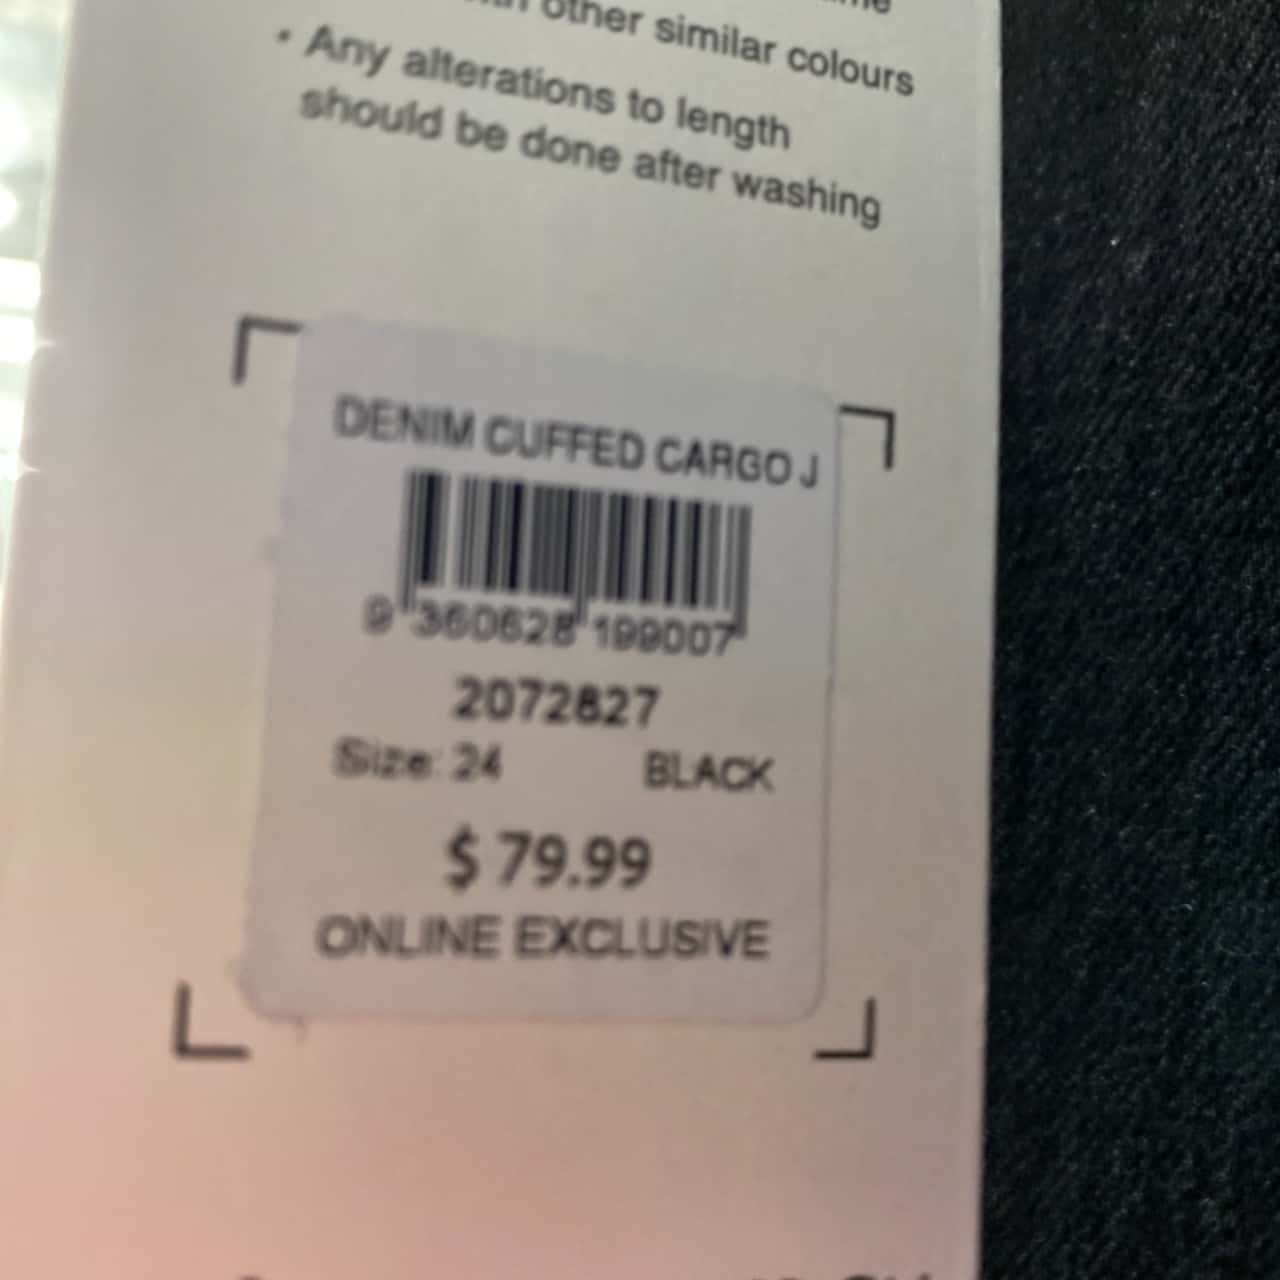 other similar colours
• Any alterations to length
should be done after washing
DENIM CUFFED CARGO J
9 360628 199007
2072827
Size: 24 BLACK
$ 79.99
ONLINE EXCLUSIVE